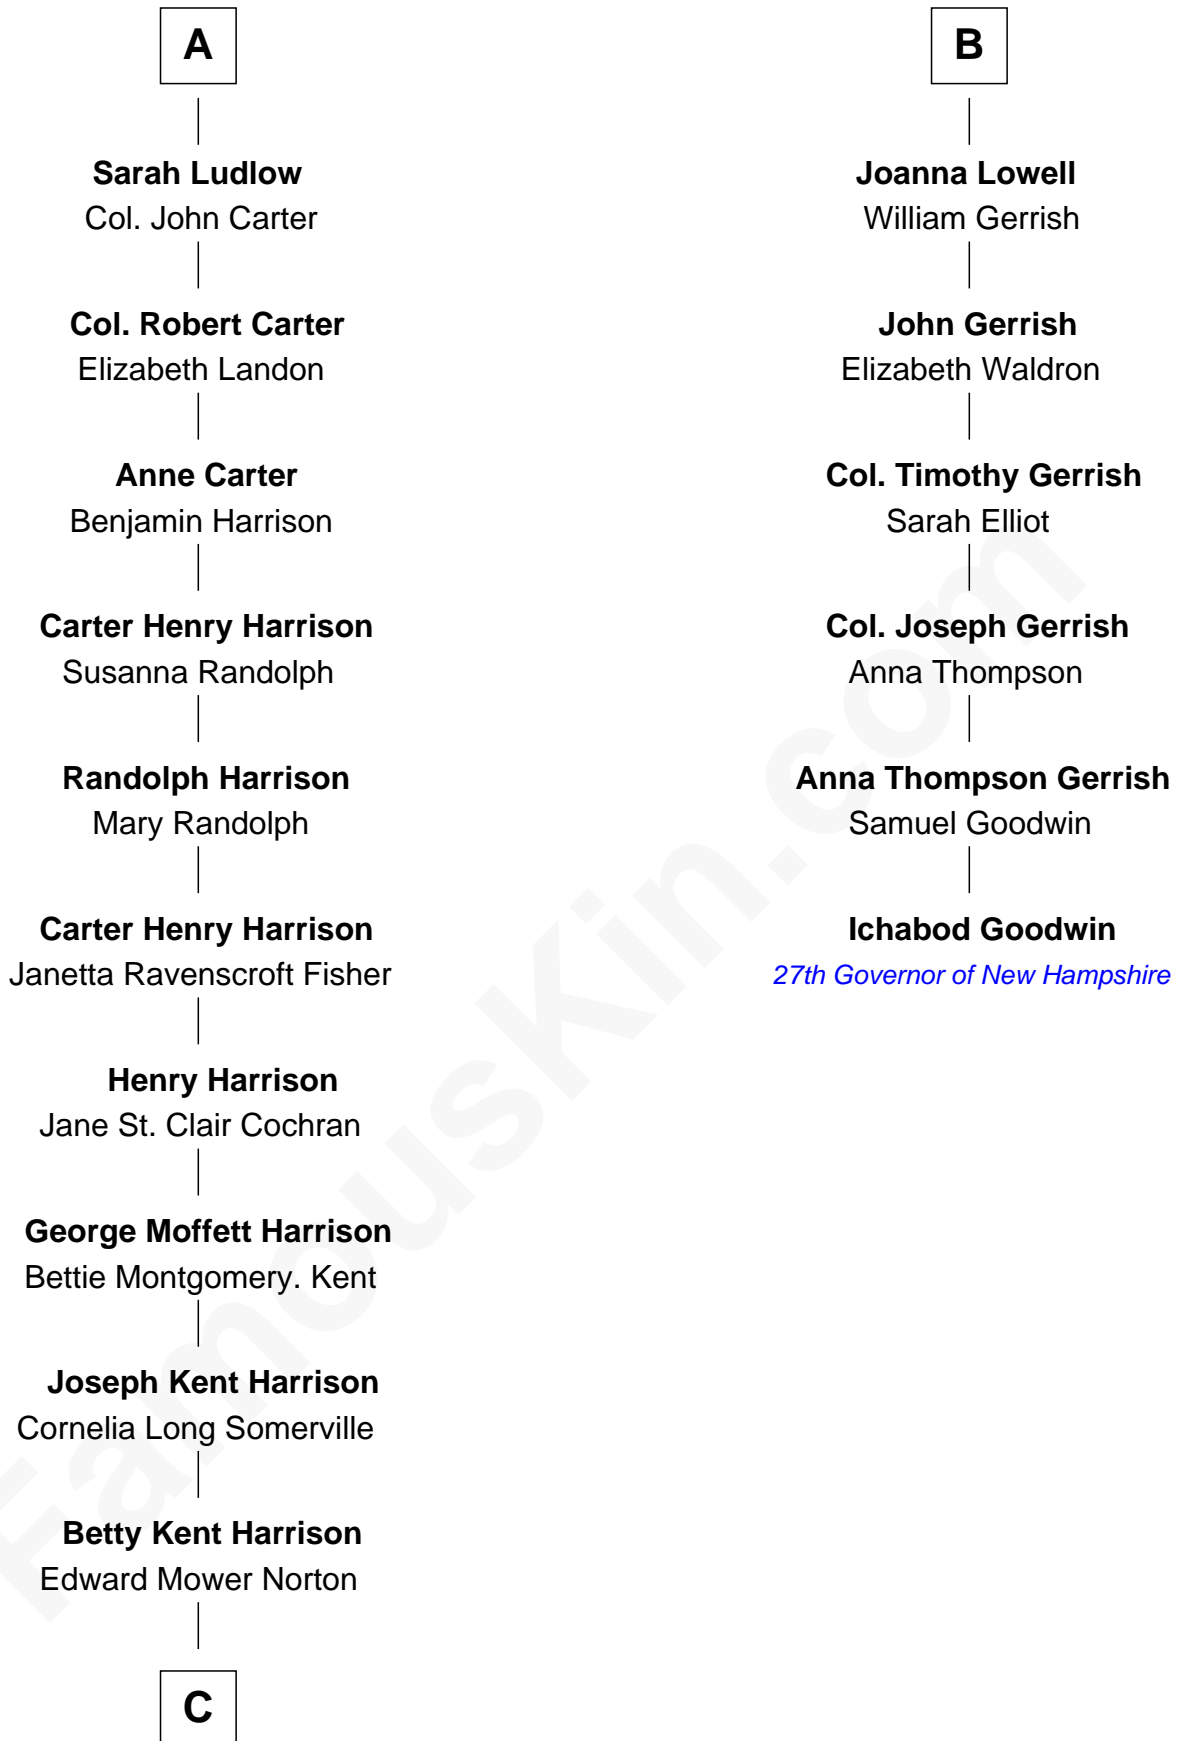 A
Sarah Ludlow
Col. John Carter
Col. Robert Carter
Elizabeth Landon
Anne Carter
Benjamin Harrison
Carter Henry Harrison
Susanna Randolph
Randolph Harrison
Mary Randolph
Carter Henry Harrison
Janetta Ravenscroft Fisher
Henry Harrison
Jane St. Clair Cochran
George Moffett Harrison
Bettie Montgomery. Kent
Joseph Kent Harrison
Cornelia Long Somerville
Betty Kent Harrison
Edward Mower Norton
C
B
Joanna Lowell
William Gerrish
John Gerrish
Elizabeth Waldron
Col. Timothy Gerrish
Sarah Elliot
Col. Joseph Gerrish
Anna Thompson
Anna Thompson Gerrish
Samuel Goodwin
Ichabod Goodwin
27th Governor of New Hampshire
FamousKin.com